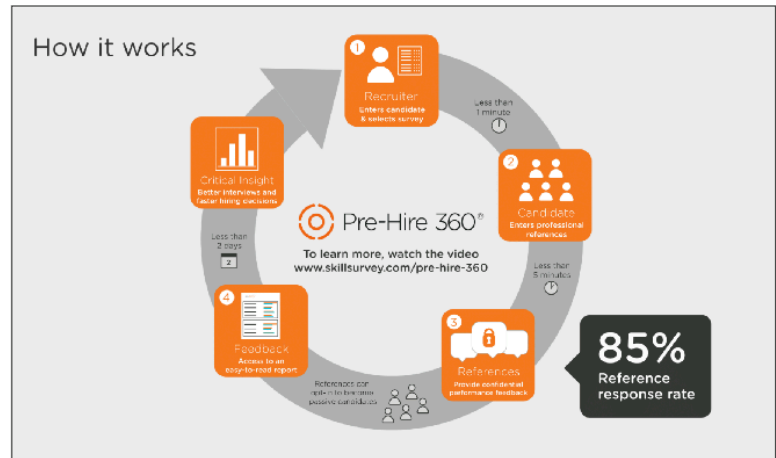 How it works
1
Recruiter
Enters candidate
& selects survey
Less than
1 minute
2
Candidate
Enters professional
references
Less than
5 minutes
3
References
Provide confidential
performance feedback
85%
Reference
response rate
References can
opt-in to become
passive candidates
4
Feedback
Access to an
easy-to-read report
Less than
2 days
2
Critical Insight
Better interviews and
faster hiring decisions
Pre-Hire 360®
To learn more, watch the video
www.skillsurvey.com/pre-hire-360